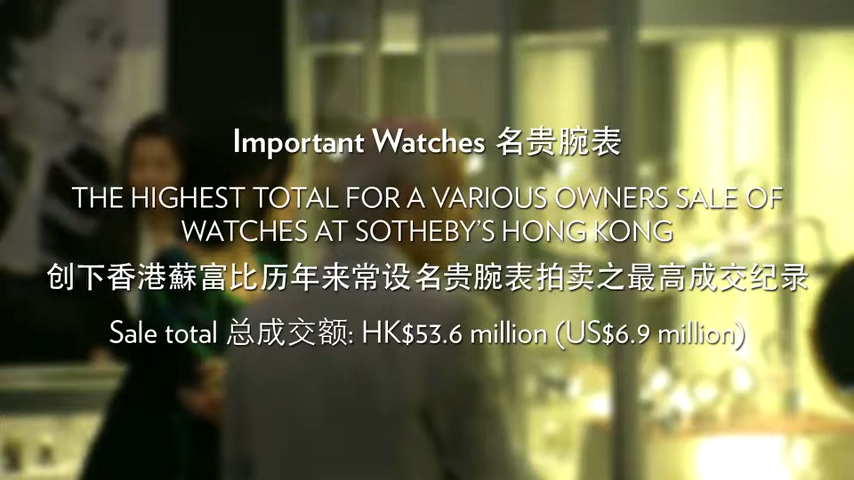 Important Watches 名贵腕表
THE HIGHEST TOTAL FOR A VARIOUS OWNERS SALE OF
WATCHES AT SOTHEBY'S HONG KONG
创下香港蘇富比历年来常设名贵腕表拍卖之最高成交纪录
Sale total 总成交额: HK$53.6 million (US$6.9 million)